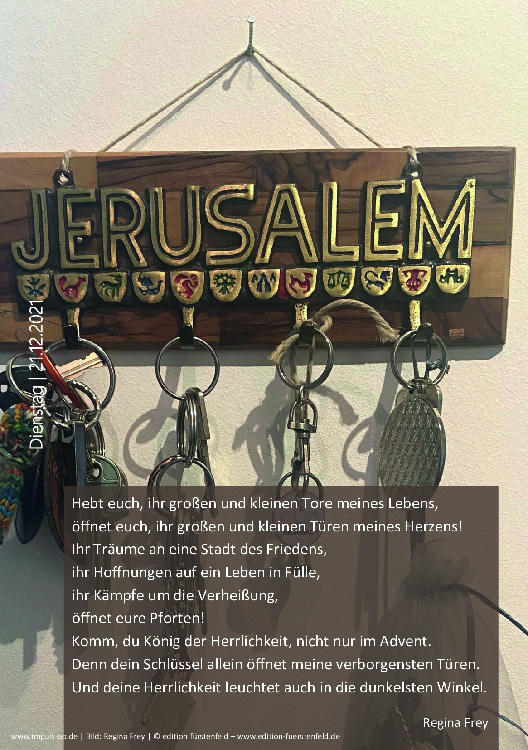 JERUSALEM
Dienstag | 21.12.2021
Hebt euch, ihr großen und kleinen Tore meines Lebens,
öffnet euch, ihr großen und kleinen Türen meines Herzens!
Ihr Träume an eine Stadt des Friedens,
ihr Hoffnungen auf ein Leben in Fülle,
ihr Kämpfe um die Verheißung,
öffnet eure Pforten!
Komm, du König der Herrlichkeit, nicht nur im Advent.
Denn dein Schlüssel allein öffnet meine verborgensten Türen.
Und deine Herrlichkeit leuchtet auch in die dunkelsten Winkel.
Regina Frey
| Bild: Regina Frey | © edition fürstenfeld – www.edition-fuerstenfeld.de